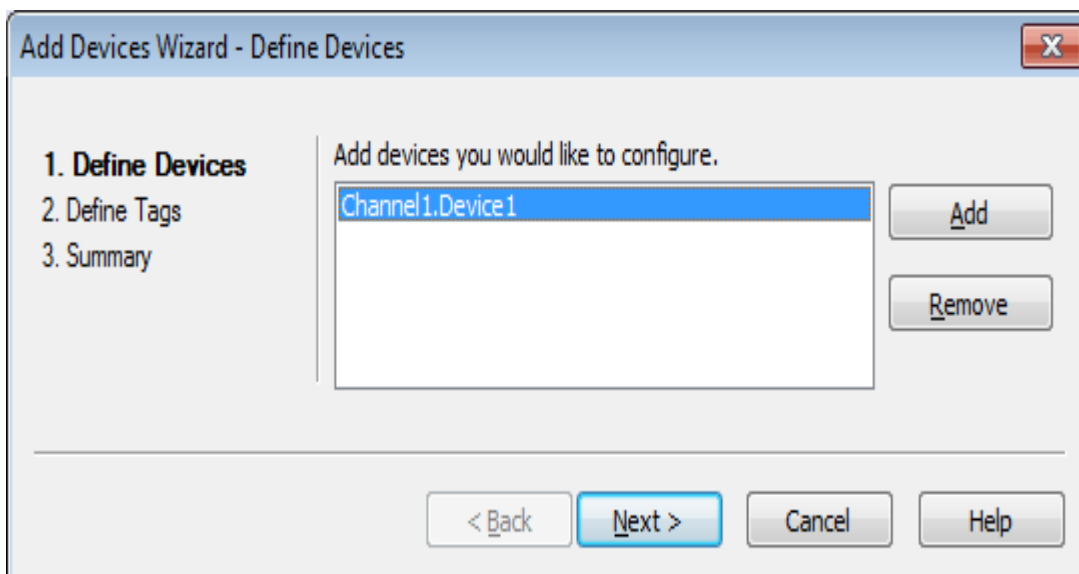 Add Devices Wizard - Define Devices
X
1. Define Devices
2. Define Tags
3. Summary
Add devices you would like to configure.
Channel1.Device1
Add
Remove
< Back
Next >
Cancel
Help